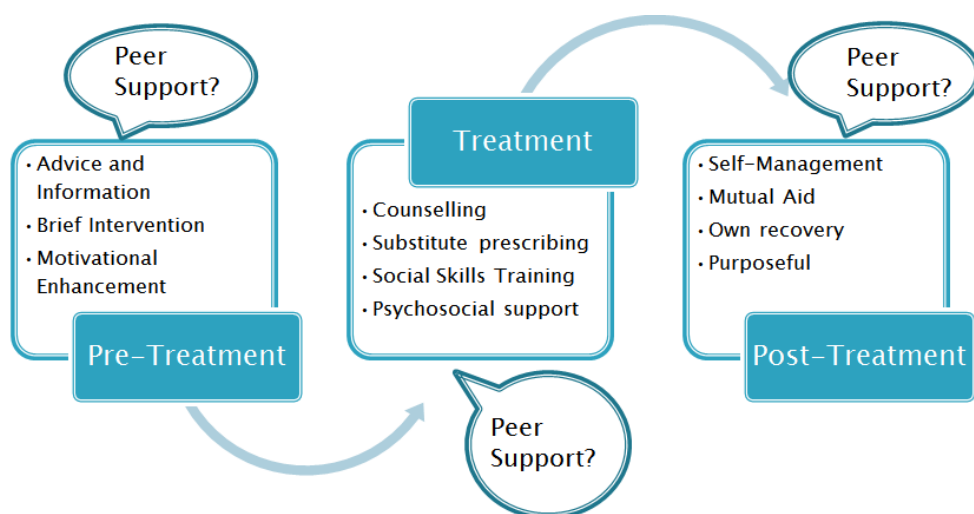 Peer
Support?
• Advice and
Information
• Brief Intervention
• Motivational
Enhancement
Pre-Treatment
Treatment
• Counselling
• Substitute prescribing
• Social Skills Training
• Psychosocial support
Peer
Support?
Peer
Support?
• Self-Management
• Mutual Aid
• Own recovery
• Purposeful
Post-Treatment